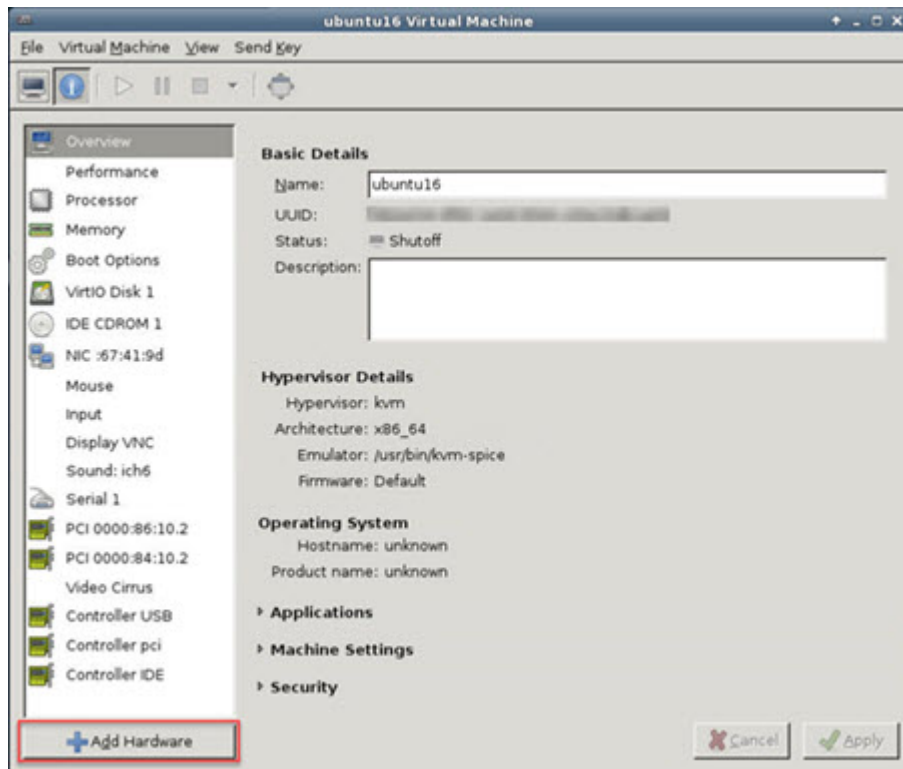 ubuntu16 Virtual Machine
File Virtual Machine View Send Key
Overview
Performance
Processor
Memory
Boot Options
VirtIO Disk 1
IDE CDROM 1
NIC :67:41:9d
Mouse
Input
Display VNC
Sound: ich6
Serial 1
PCI 0000:86:10.2
PCI 0000:84:10.2
Video Cirrus
Controller USB
Controller pci
Controller IDE
Add Hardware
Basic Details
Name: ubuntu16
UUID:
Status: Shutoff
Description:
Hypervisor Details
Hypervisor: kvm
Architecture: x86_64
Emulator: /usr/bin/kvm-spice
Firmware: Default
Operating System
Hostname: unknown
Product name: unknown
Applications
Machine Settings
Security
Cancel Apply